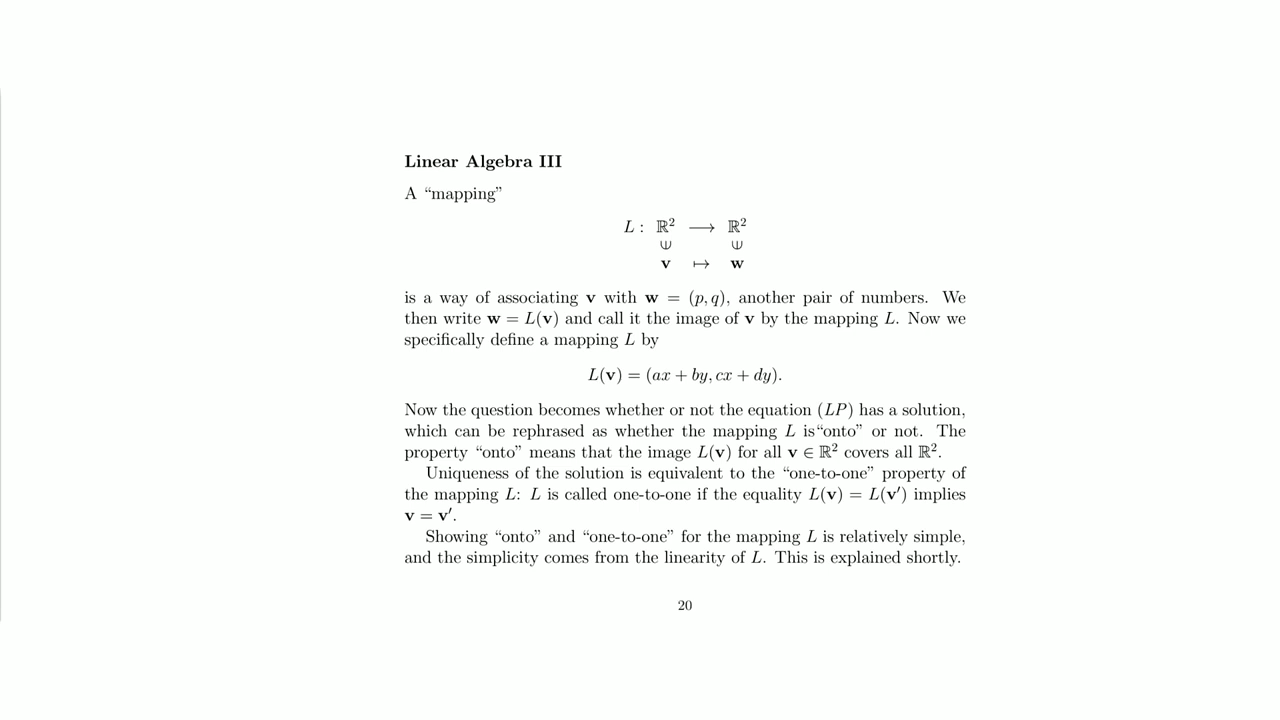 Linear Algebra III
A “mapping”
L : ℝ² ⟶ ℝ²
∪ ∪
v ↦ w
is a way of associating v with w = (p, q), another pair of numbers. We
then write w = L(v) and call it the image of v by the mapping L. Now we
specifically define a mapping L by
L(v) = (ax + by, cx + dy).
Now the question becomes whether or not the equation (LP) has a solution,
which can be rephrased as whether the mapping L is“onto” or not. The
property “onto” means that the image L(v) for all v ∈ ℝ² covers all ℝ².
Uniqueness of the solution is equivalent to the “one-to-one” property of
the mapping L: L is called one-to-one if the equality L(v) = L(v′) implies
v = v′.
Showing “onto” and “one-to-one” for the mapping L is relatively simple,
and the simplicity comes from the linearity of L. This is explained shortly.
20